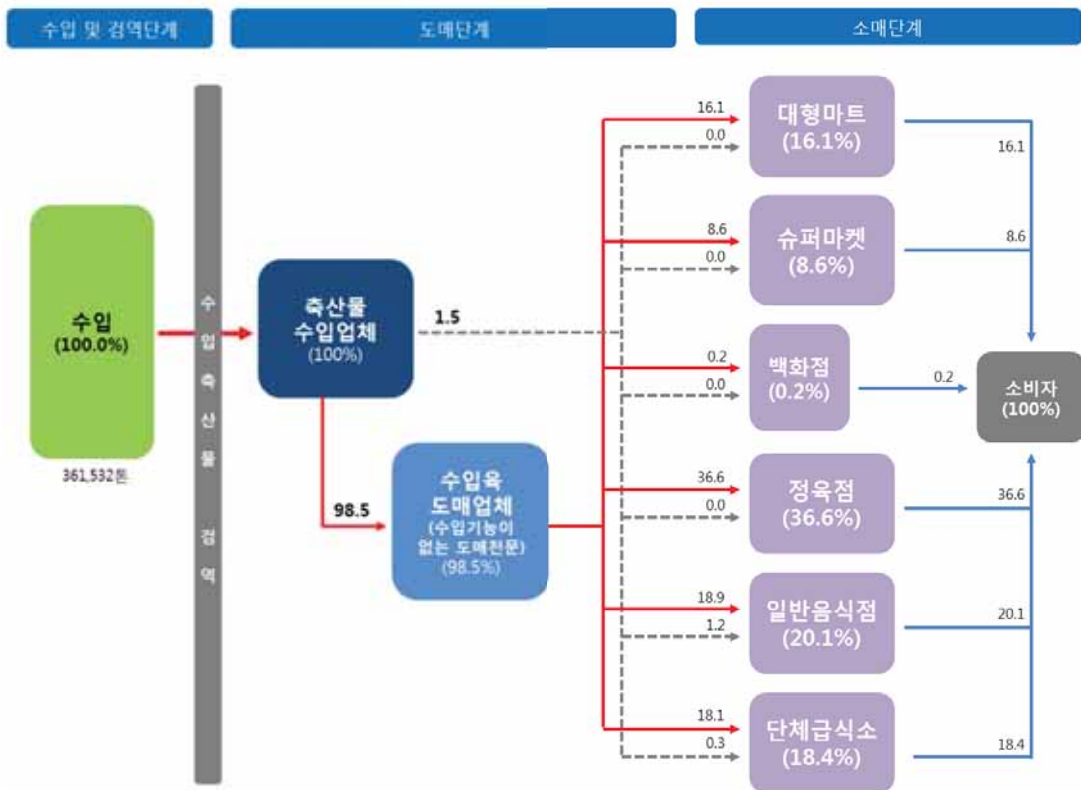 수입 및 검역단계
도매단계
소매단계
수입
(100.0%)
361,532톤
수입축산물 검역
축산물
수입업체
(100%)
1.5
98.5
수입육
도매업체
(수입기능이
없는 도매전문)
(98.5%)
16.1
0.0
대형마트
(16.1%)
16.1
8.6
0.0
슈퍼마켓
(8.6%)
8.6
0.2
0.0
백화점
(0.2%)
0.2
소비자
(100%)
36.6
0.0
정육점
(36.6%)
36.6
18.9
1.2
일반음식점
(20.1%)
20.1
18.1
0.3
단체급식소
(18.4%)
18.4